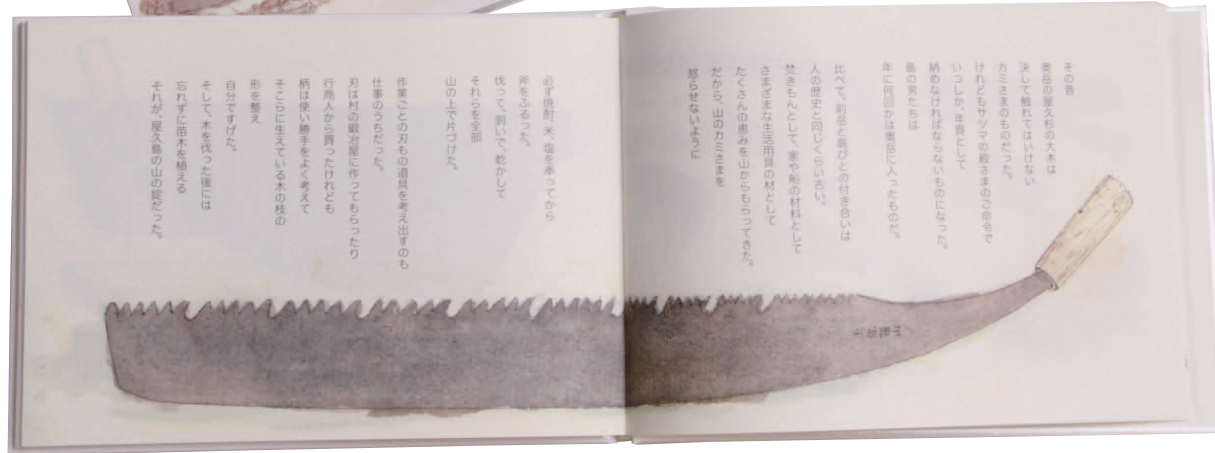 その昔
奥岳の屋久杉の大木は
決して触れてはいけない
カミさまのものだった。
けれどもサツマの殿さまのご命令で
いつしか、年貢として
納めなければならないものになった。
島の男たちは
年に何回かは奥岳に入ったものだ。
比べて、前岳と島びとの付き合いは
人の歴史と同じくらい古い。
焚きもんとして、家や船の材料として
さまざまな生活用具の材として
たくさんの恵みを山からもらってきた。
だから、山のカミさまを
怒らせないように
必ず焼酎、米、塩を奉ってから
斧をふるった。
伐って、剥いで、乾かして
それらを全部
山の上で片づけた。
作業ごとの刃もの道具を考え出すのも
仕事のうちだった。
刃は村の鍛冶屋に作ってもらったり
行商人から買ったけれども
柄は使い勝手をよく考えて
そこらに生えている木の枝の
形を整え
自分ですげた。
そして、木を伐った後には
忘れずに苗木を植える
それが、屋久島の山の掟だった。